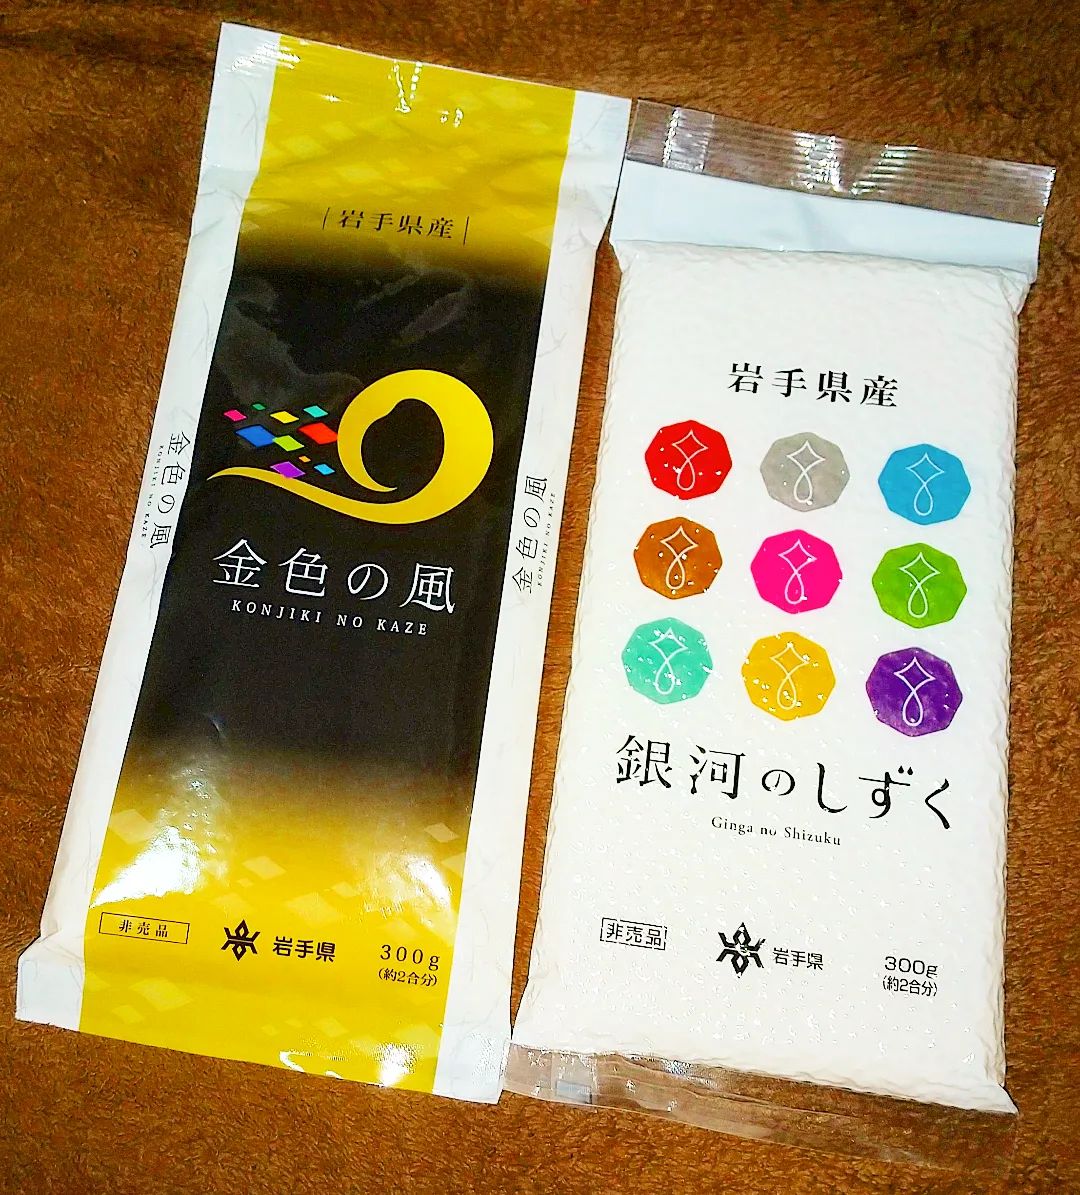 岩手県産
金色の風
KONJIKI NO KAZE
金色の風
KONJIKI NO KAZE
金色の風
KONJIKI NO KAZE
非売品
岩手県
300g
(約2合分)
岩手県産
銀河のしずく
Ginga no Shizuku
非売品
岩手県
300g
(約2合分)